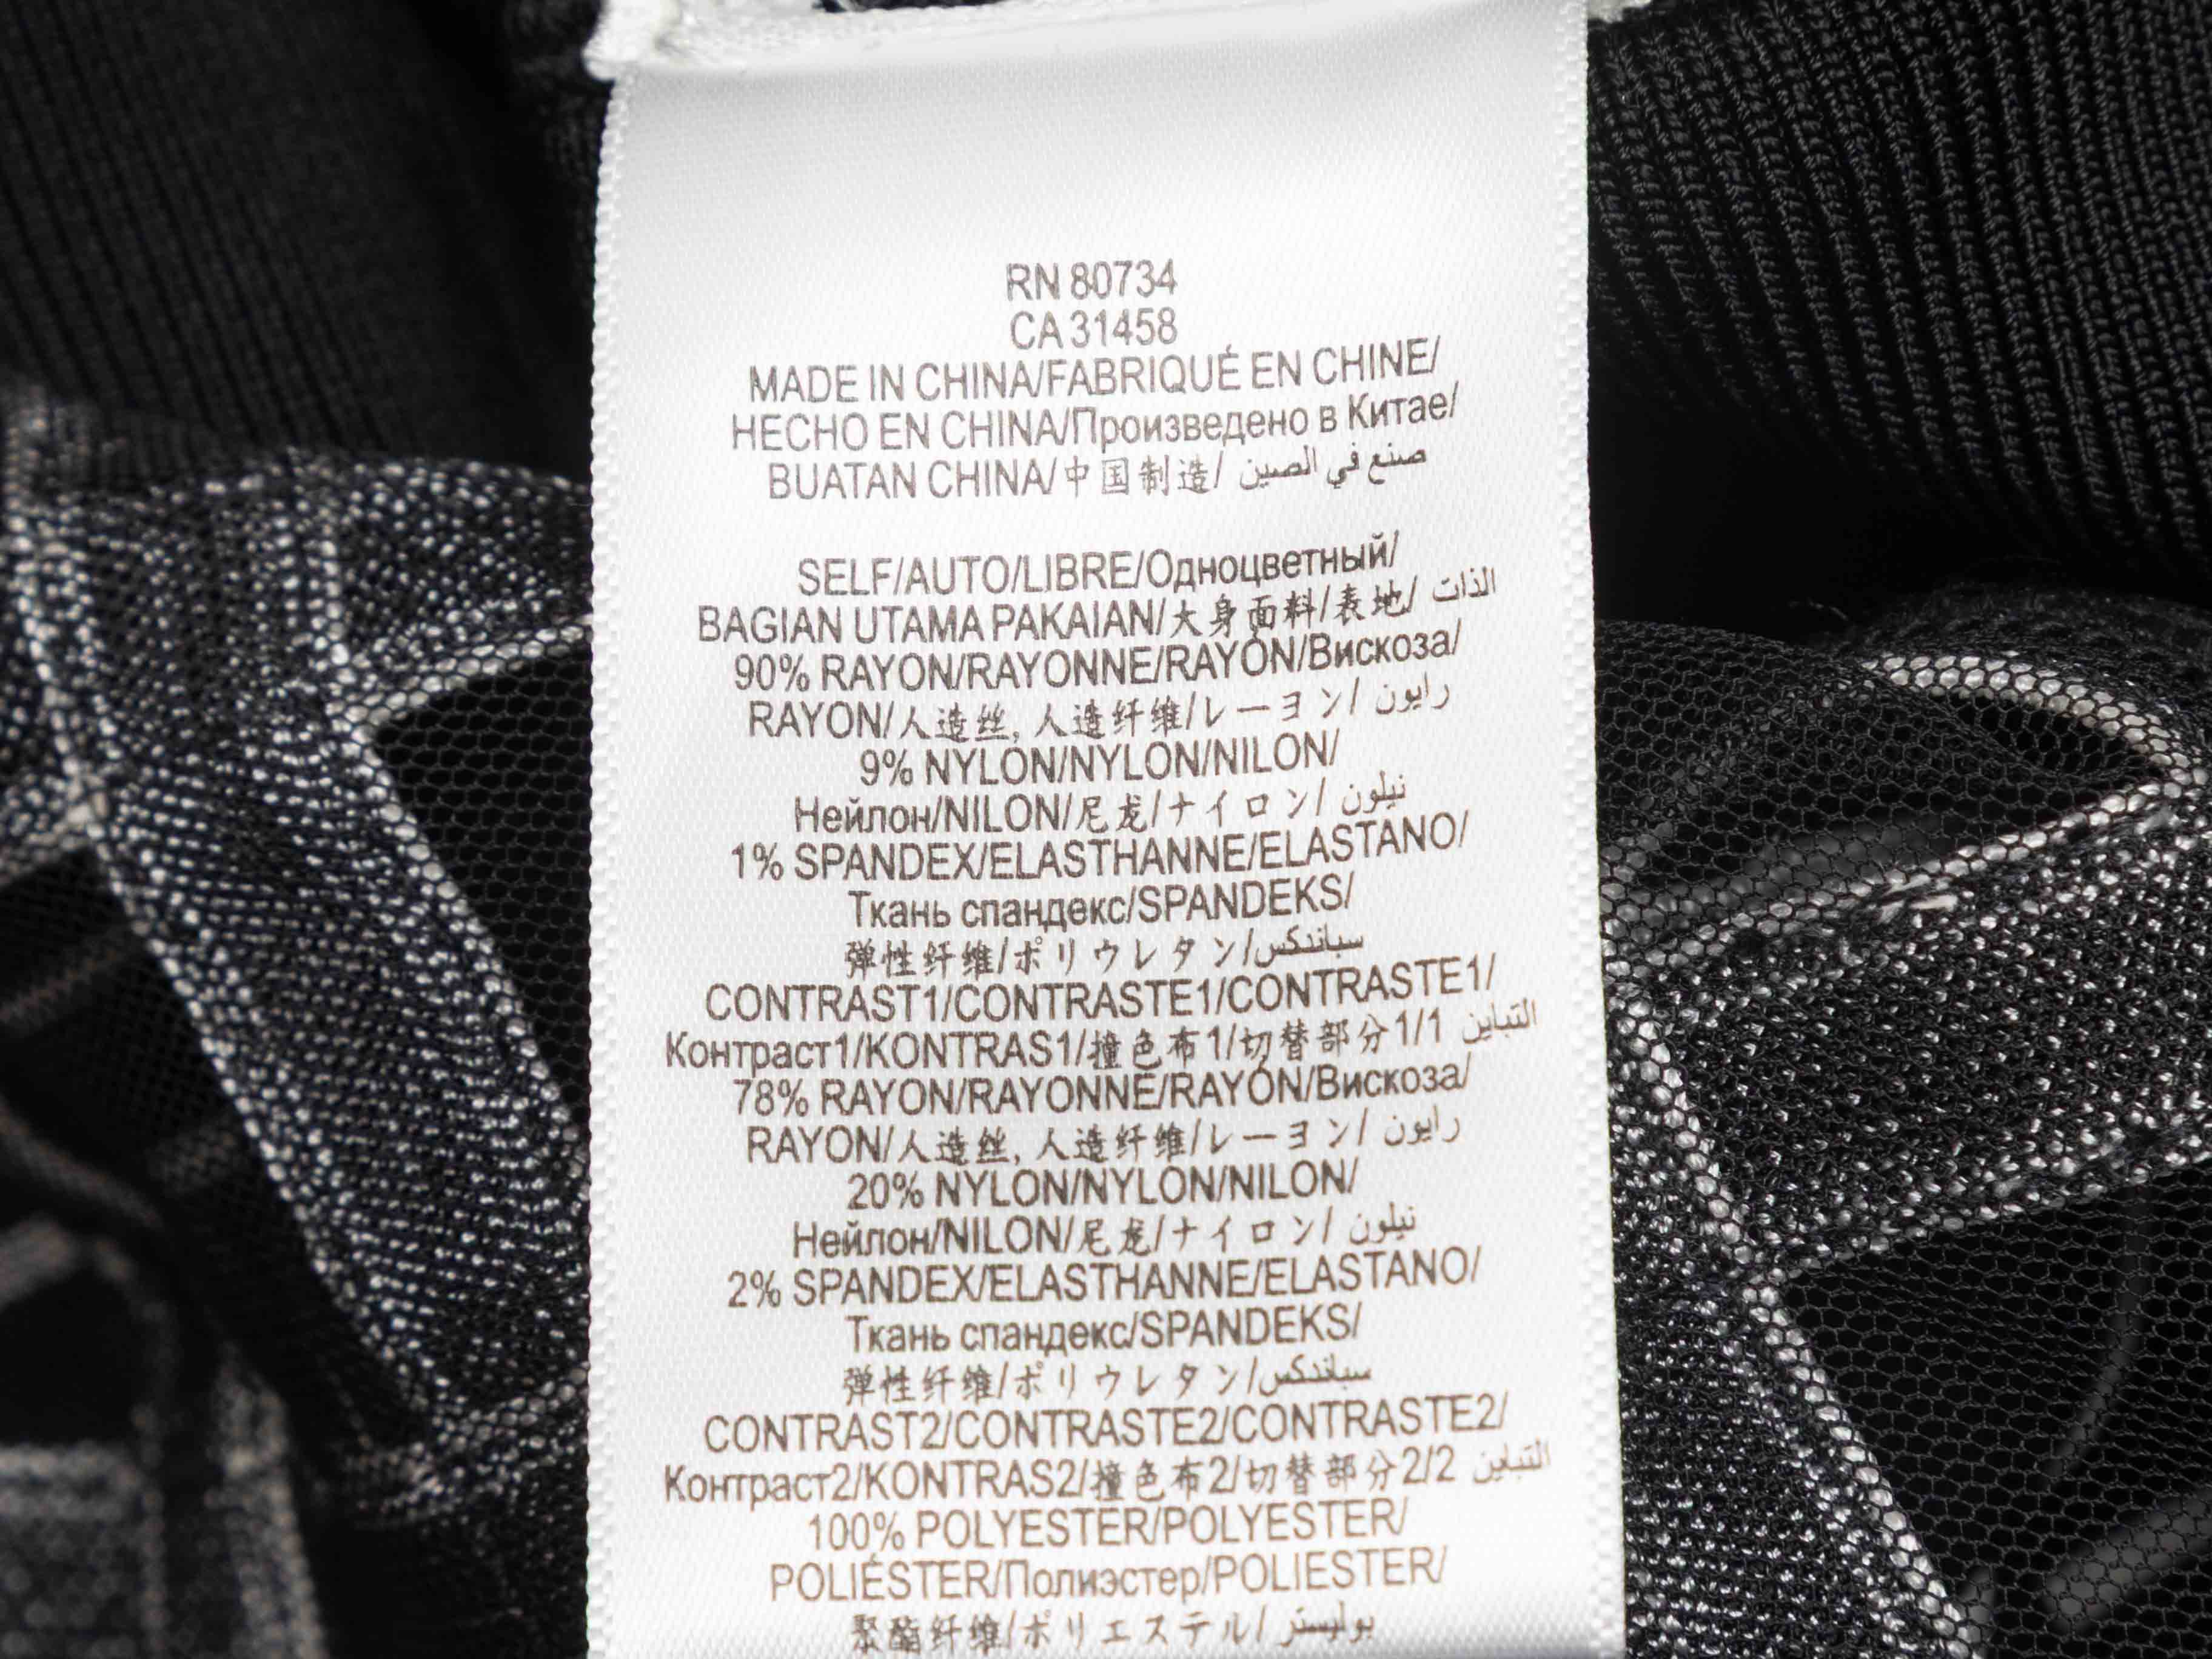 RN 80734
CA 31458
MADE IN CHINA/FABRIQUÉ EN CHINE/
HECHO EN CHINA/Произведено в Китае/
BUATAN CHINA/中国制造/ صنع في الصين
SELF/AUTO/LIBRE/Одноцветный/
BAGIAN UTAMA PAKAIAN/大身面料/表地/ الذات
90% RAYON/RAYONNE/RAYÓN/Вискоза/
RAYON/人造丝, 人造纤维/レーヨン/ رايون
9% NYLON/NYLON/NILON/
Нейлон/NILON/尼龙/ナイロン/ نيلون
1% SPANDEX/ELASTHANNE/ELASTANO/
Ткань спандекс/SPANDEKS/
弹性纤维/ポリウレタン/سباندكس
CONTRAST1/CONTRASTE1/CONTRASTE1/
Контраст1/KONTRAS1/撞色布1/切替部分1/1 التباين
78% RAYON/RAYONNE/RAYÓN/Вискоза/
RAYON/人造丝, 人造纤维/レーヨン/ رايون
20% NYLON/NYLON/NILON/
Нейлон/NILON/尼龙/ナイロン/ نيلون
2% SPANDEX/ELASTHANNE/ELASTANO/
Ткань спандекс/SPANDEKS/
弹性纤维/ポリウレタン/سباندكس
CONTRAST2/CONTRASTE2/CONTRASTE2/
Контраст2/KONTRAS2/撞色布2/切替部分2/2 التباين
100% POLYESTER/POLYESTER/
POLIÉSTER/Полиэстер/POLIESTER/
聚酯纤维/ポリエステル/ بوليستر